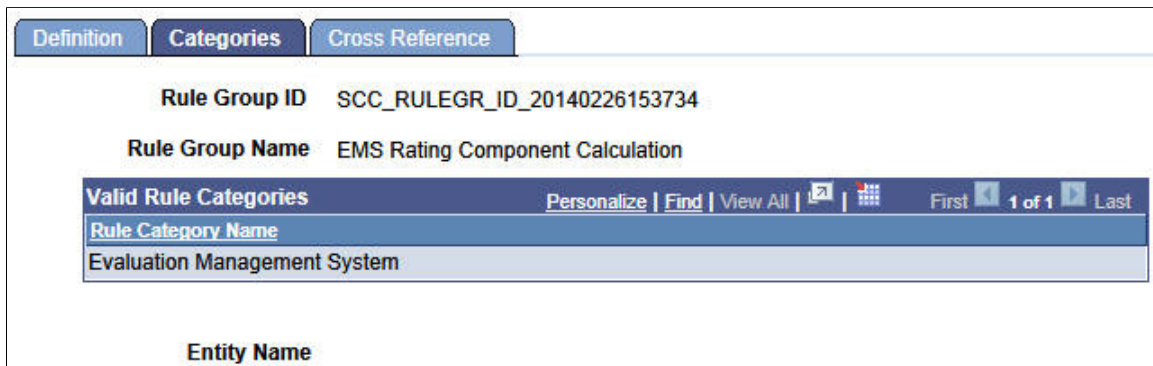 Definition Categories Cross Reference
Rule Group ID SCC_RULEGR_ID_20140226153734
Rule Group Name EMS Rating Component Calculation
Valid Rule Categories Personalize | Find | View All | | First 1 of 1 Last
Rule Category Name
Evaluation Management System
Entity Name